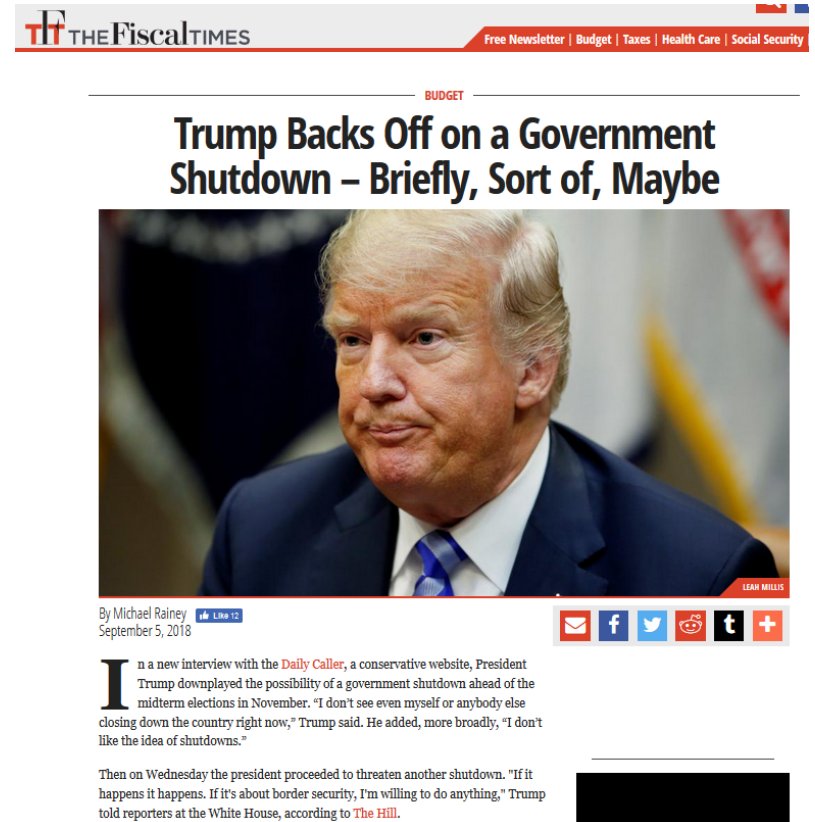 TFT THE Fiscal TIMES
Free Newsletter | Budget | Taxes | Health Care | Social Security |
BUDGET
Trump Backs Off on a Government
Shutdown – Briefly, Sort of, Maybe
LEAH MILLIS
By Michael Rainey Like 12
September 5, 2018
In a new interview with the Daily Caller, a conservative website, President
Trump downplayed the possibility of a government shutdown ahead of the
midterm elections in November. “I don’t see even myself or anybody else
closing down the country right now,” Trump said. He added, more broadly, “I don’t
like the idea of shutdowns.”
Then on Wednesday the president proceeded to threaten another shutdown. "If it
happens it happens. If it's about border security, I'm willing to do anything," Trump
told reporters at the White House, according to The Hill.